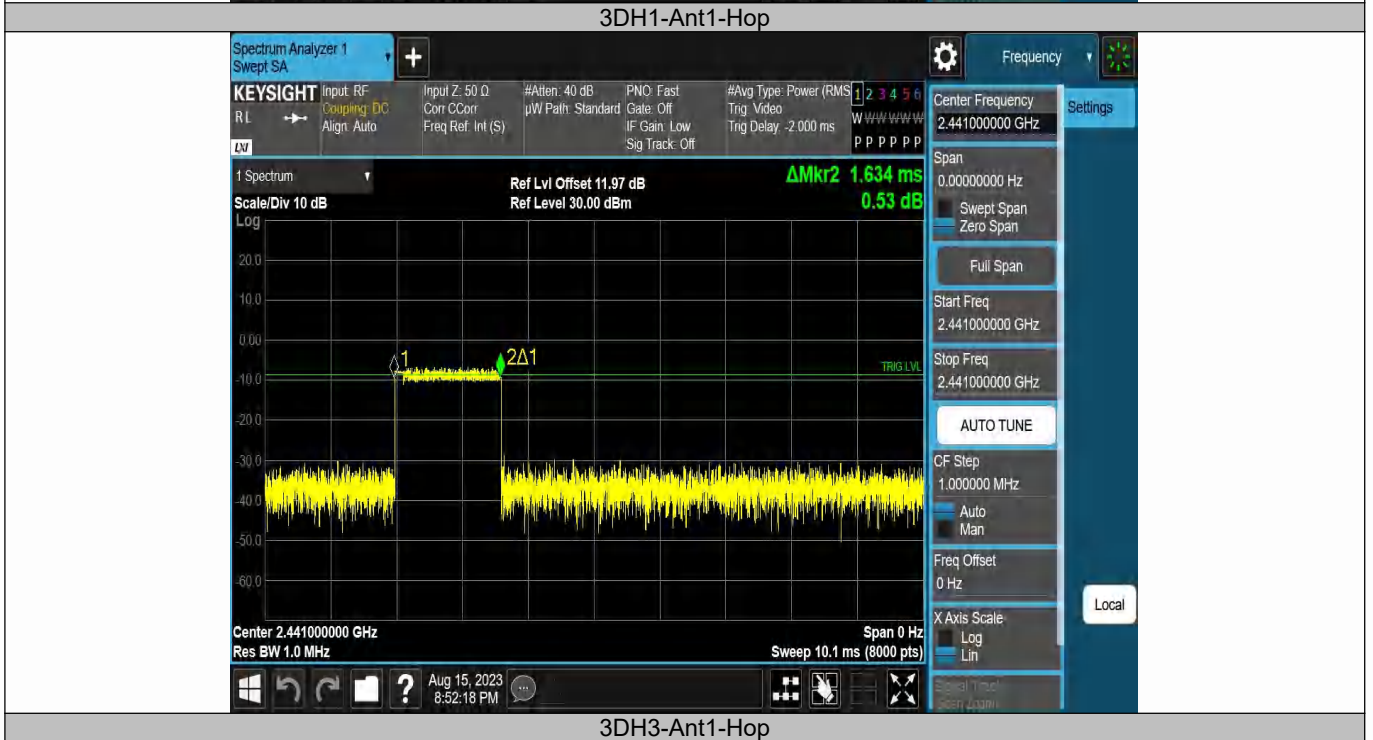 3DH1-Ant1-Hop
Spectrum Analyzer 1
Swept SA
+
Frequency
KEYSIGHT
RL
LXI
Input: RF
Coupling: DC
Align: Auto
Input Z: 50 Ω
Corr CCorr
Freq Ref: Int (S)
#Atten: 40 dB
µW Path: Standard
PNO: Fast
Gate: Off
IF Gain: Low
Sig Track: Off
#Avg Type: Power (RMS
Trig: Video
Trig Delay: -2.000 ms
1 2 3 4 5 6
W W W W W W
P P P P P P
Center Frequency
2.441000000 GHz
Settings
Span
0.00000000 Hz
Swept Span
Zero Span
Full Span
Start Freq
2.441000000 GHz
Stop Freq
2.441000000 GHz
AUTO TUNE
CF Step
1.000000 MHz
Auto
Man
Freq Offset
0 Hz
X Axis Scale
Log
Lin
Local
1 Spectrum
Scale/Div 10 dB
Log
Ref Lvl Offset 11.97 dB
Ref Level 30.00 dBm
ΔMkr2 1.634 ms
0.53 dB
20.0
10.0
0.00
-10.0
-20.0
-30.0
-40.0
-50.0
-60.0
1
2Δ1
TRIG LVL
Center 2.441000000 GHz
Res BW 1.0 MHz
Span 0 Hz
Sweep 10.1 ms (8000 pts)
?
Aug 15, 2023
8:52:18 PM
3DH3-Ant1-Hop